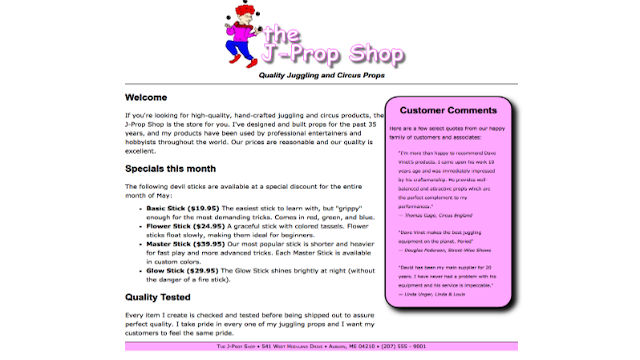 the
J-Prop Shop
Quality Juggling and Circus Props
Welcome
If you're looking for high-quality, hand-crafted juggling and circus products, the
J-Prop Shop is the store for you. I've designed and built props for the past 35
years, and my products have been used by professional entertainers and
hobbyists throughout the world. Our prices are reasonable and our quality is
excellent.
Specials this month
The following devil sticks are available at a special discount for the entire
month of May:
• Basic Stick ($19.95) The easiest stick to learn with, but "grippy"
enough for the most demanding tricks. Comes in red, green, and blue.
• Flower Stick ($24.95) A graceful stick with colored tassels. Flower
sticks float slowly, making them ideal for beginners.
• Master Stick ($39.95) Our most popular stick is shorter and heavier
for fast play and more advanced tricks. Each Master Stick is available
in custom colors.
• Glow Stick ($29.95) The Glow Stick shines brightly at night (without
the danger of a fire stick).
Quality Tested
Every item I create is checked and tested before being shipped out to assure
perfect quality. I take pride in every one of my juggling props and I want my
customers to feel the same pride.
Customer Comments
Here are a few select quotes from our happy
family of customers and associates:
"I'm more than happy to recommend Dave
Vinet's products. I came upon his work 10
years ago and was immediately impressed
by his craftsmanship. He provides well
balanced and attractive props which are
the perfect complement to my
performances."
— Thomas Gage, Circus England
"Dave Vinet makes the best juggling
equipment on the planet. Period"
— Douglas Pederson, Street-Wise Shows
"David has been my main supplier for 20
years. I have never had a problem with his
equipment and his service is impeccable."
— Linda Unger, Linda & Louis
The J-Prop Shop • 541 West Highland Drive • Auburn, ME 04210 • (207) 555 - 9001